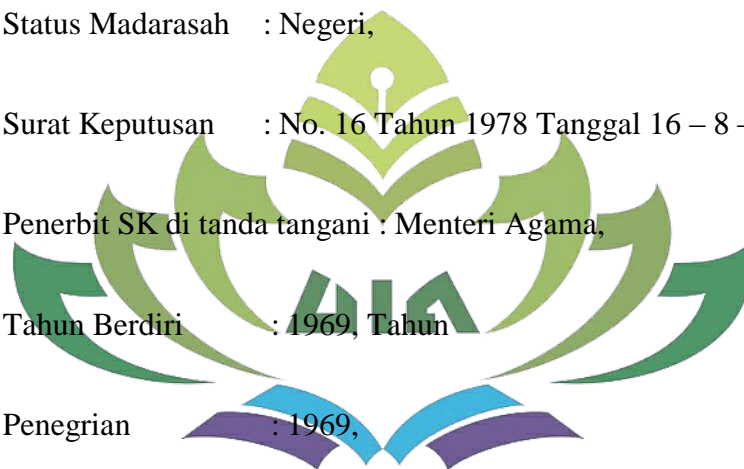 Status Madarasah : Negeri,
Surat Keputusan : No. 16 Tahun 1978 Tanggal 16 – 8 –
Penerbit SK di tanda tangani : Menteri Agama,
Tahun Berdiri : 1969, Tahun
Penegrian : 1969,